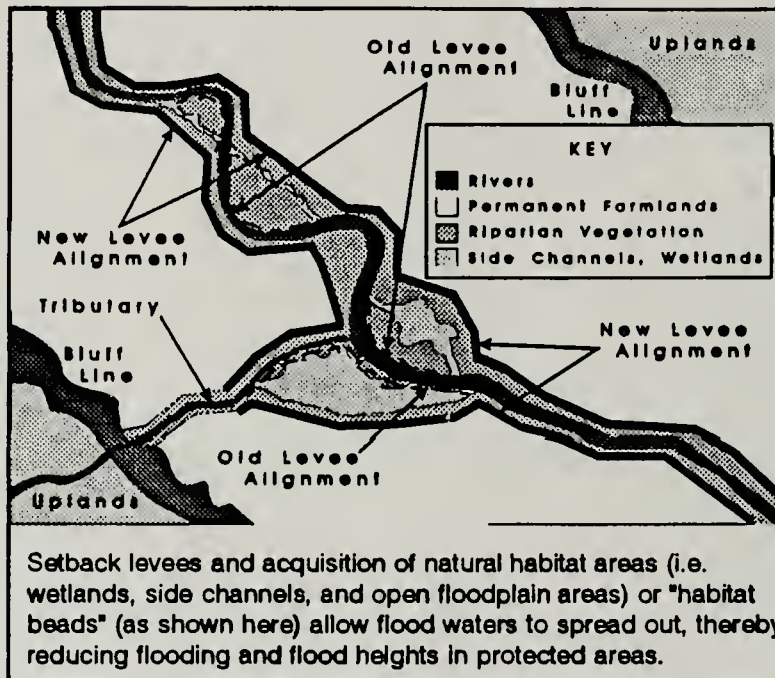 Old Levee
Alignment
Uplands
Bluff
Line
KEY
Rivers
Permanent Farmlands
Riparian Vegetation
Side Channels, Wetlands
New Levee
Alignment
Tributary
Bluff
Line
New Levee
Alignment
Old Levee
Alignment
Uplands
Setback levees and acquisition of natural habitat areas (i.e.
wetlands, side channels, and open floodplain areas) or "habitat
beads" (as shown here) allow flood waters to spread out, thereby
reducing flooding and flood heights in protected areas.